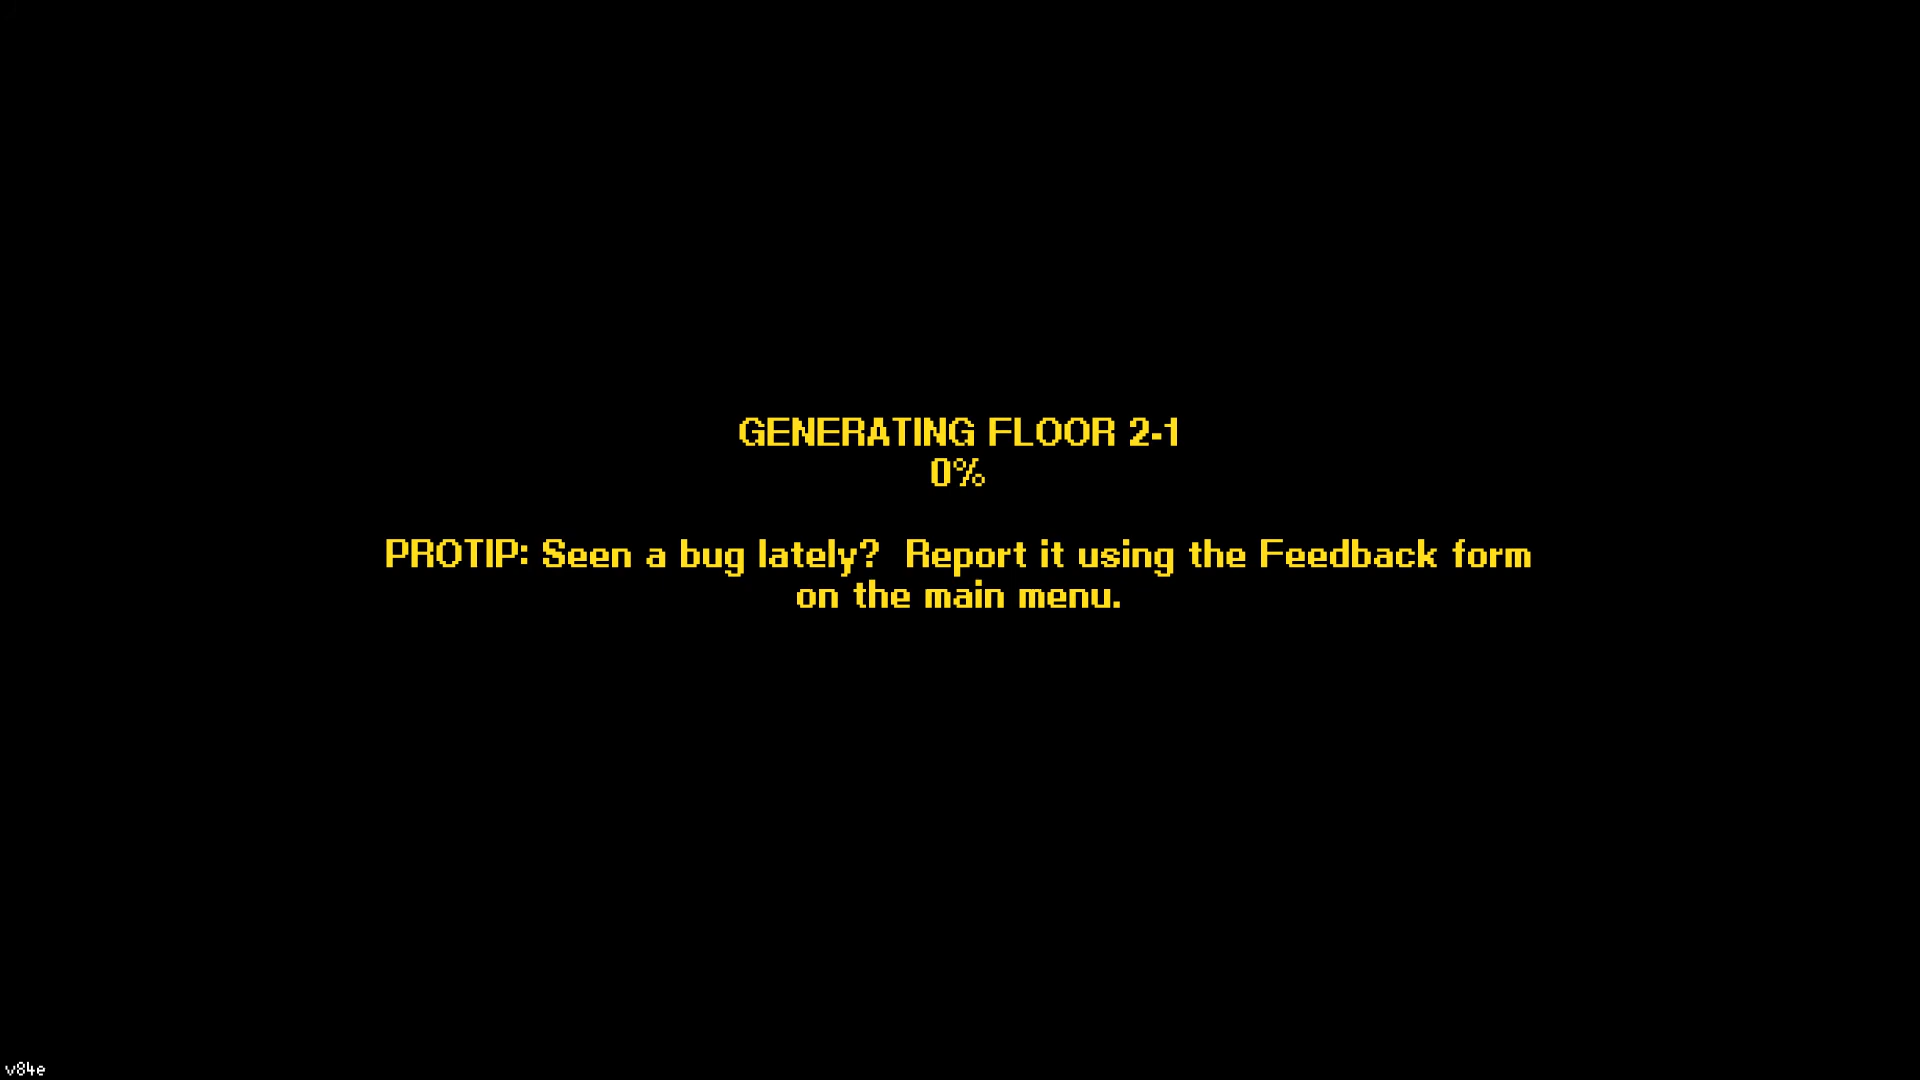 GENERATING FLOOR 2-1
0%
PROTIP: Seen a bug lately?  Report it using the Feedback form
on the main menu.
v84e